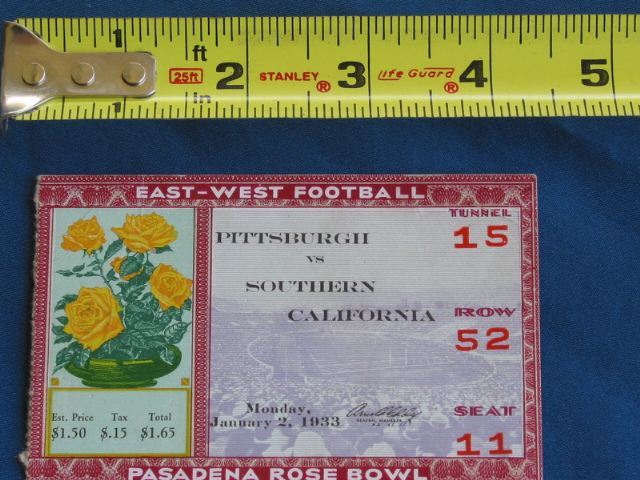 1 ft 2 3 4 5
25ft STANLEY® Life Guard®
1 in
EAST-WEST FOOTBALL
TUNNEL
15
PITTSBURGH
VS
SOUTHERN
CALIFORNIA
ROW
52
Monday,
January 2, 1933
SEAT
11
Est. Price Tax Total
$1.50 $.15 $1.65
PASADENA ROSE BOWL